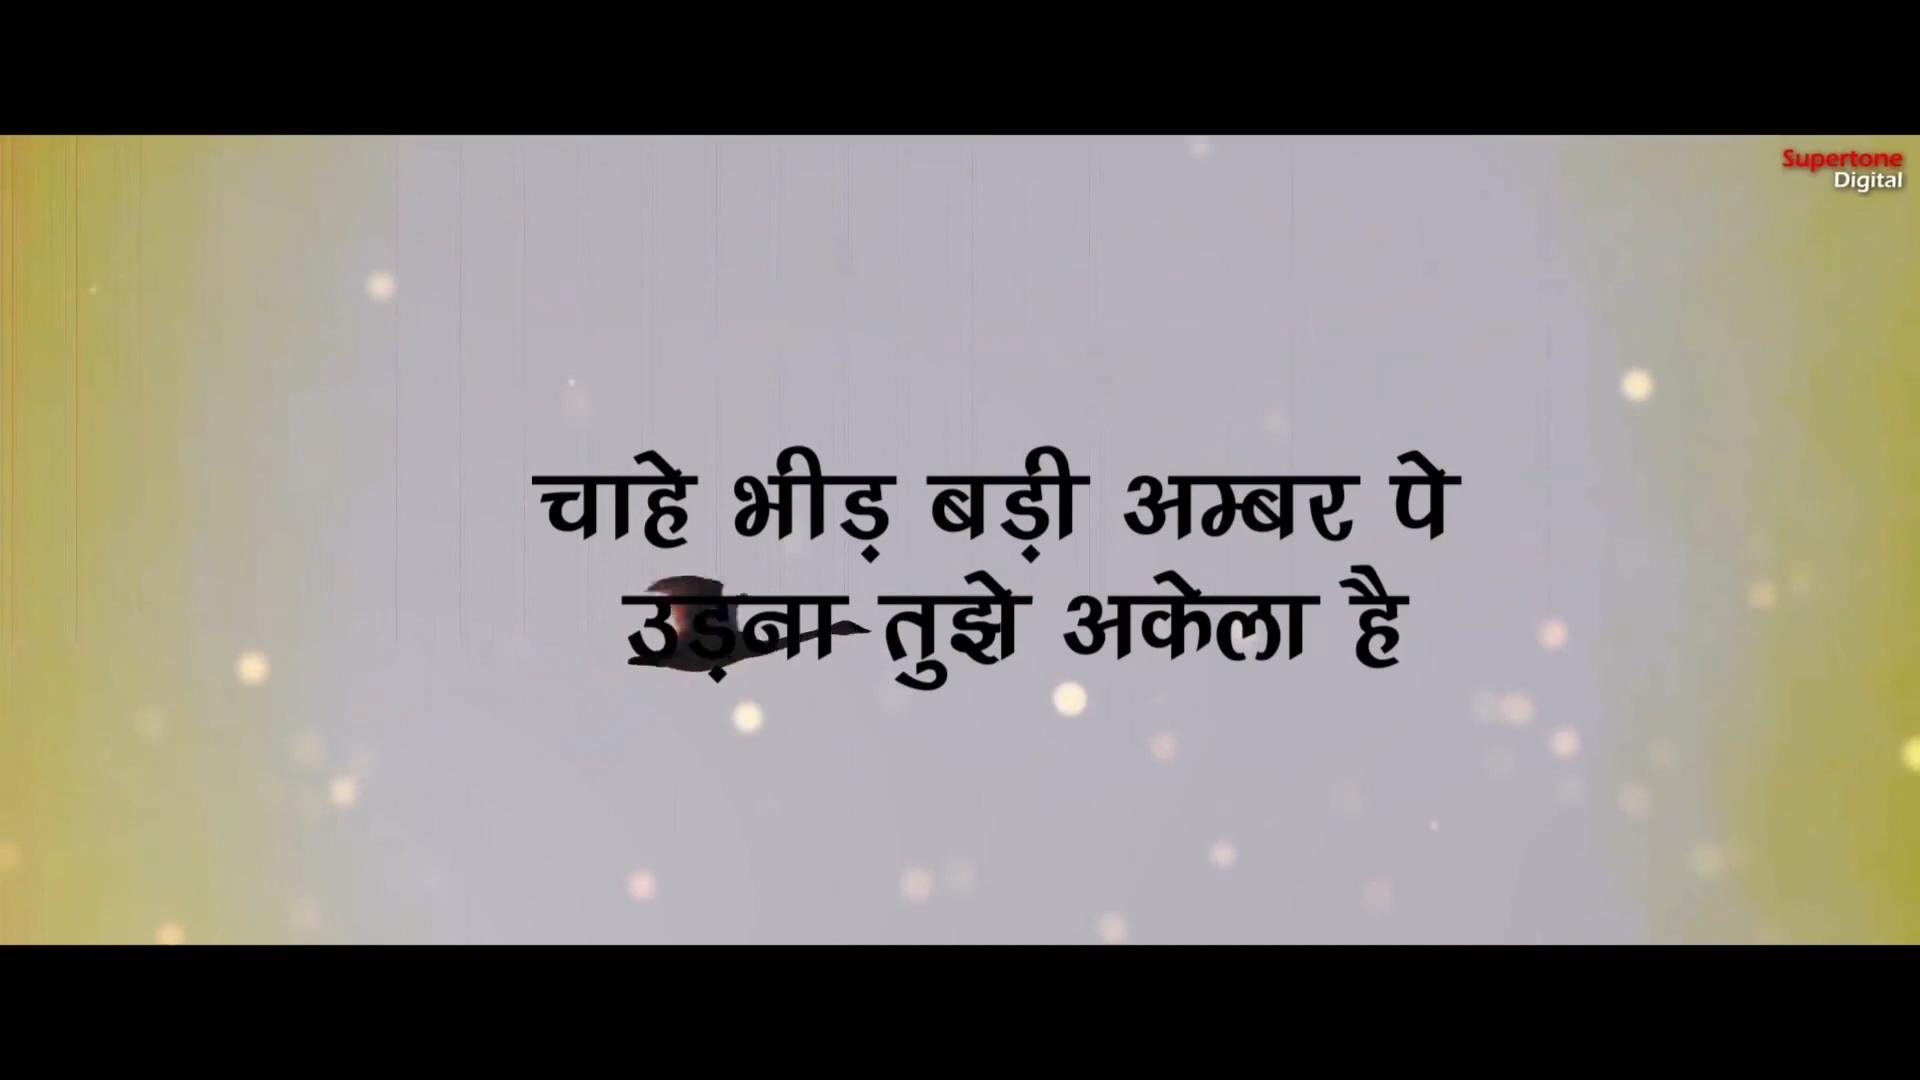 Supertone
Digital
चाहे भीड़ बड़ी अम्बर पे
उड़ना तुझे अकेला है